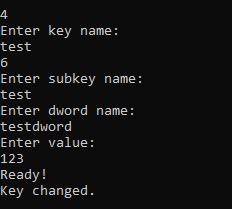 4
Enter key name:
test
6
Enter subkey name:
test
Enter dword name:
testdword
Enter value:
123
Ready!
Key changed.